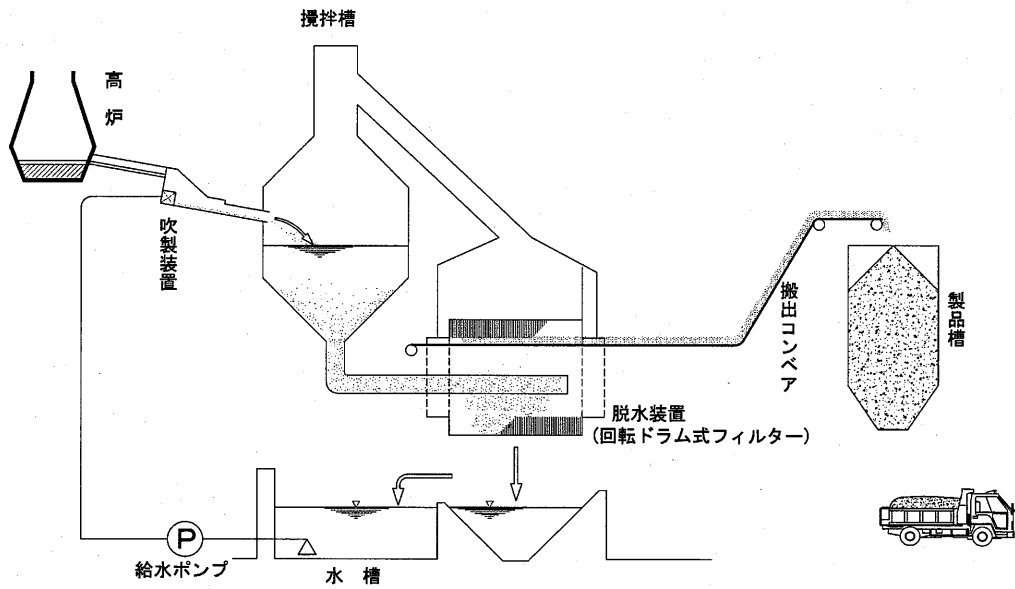 攪拌槽
高炉
吹製装置
搬出コンベア
製品槽
脱水装置
(回転ドラム式フィルター)
P
給水ポンプ
水 槽